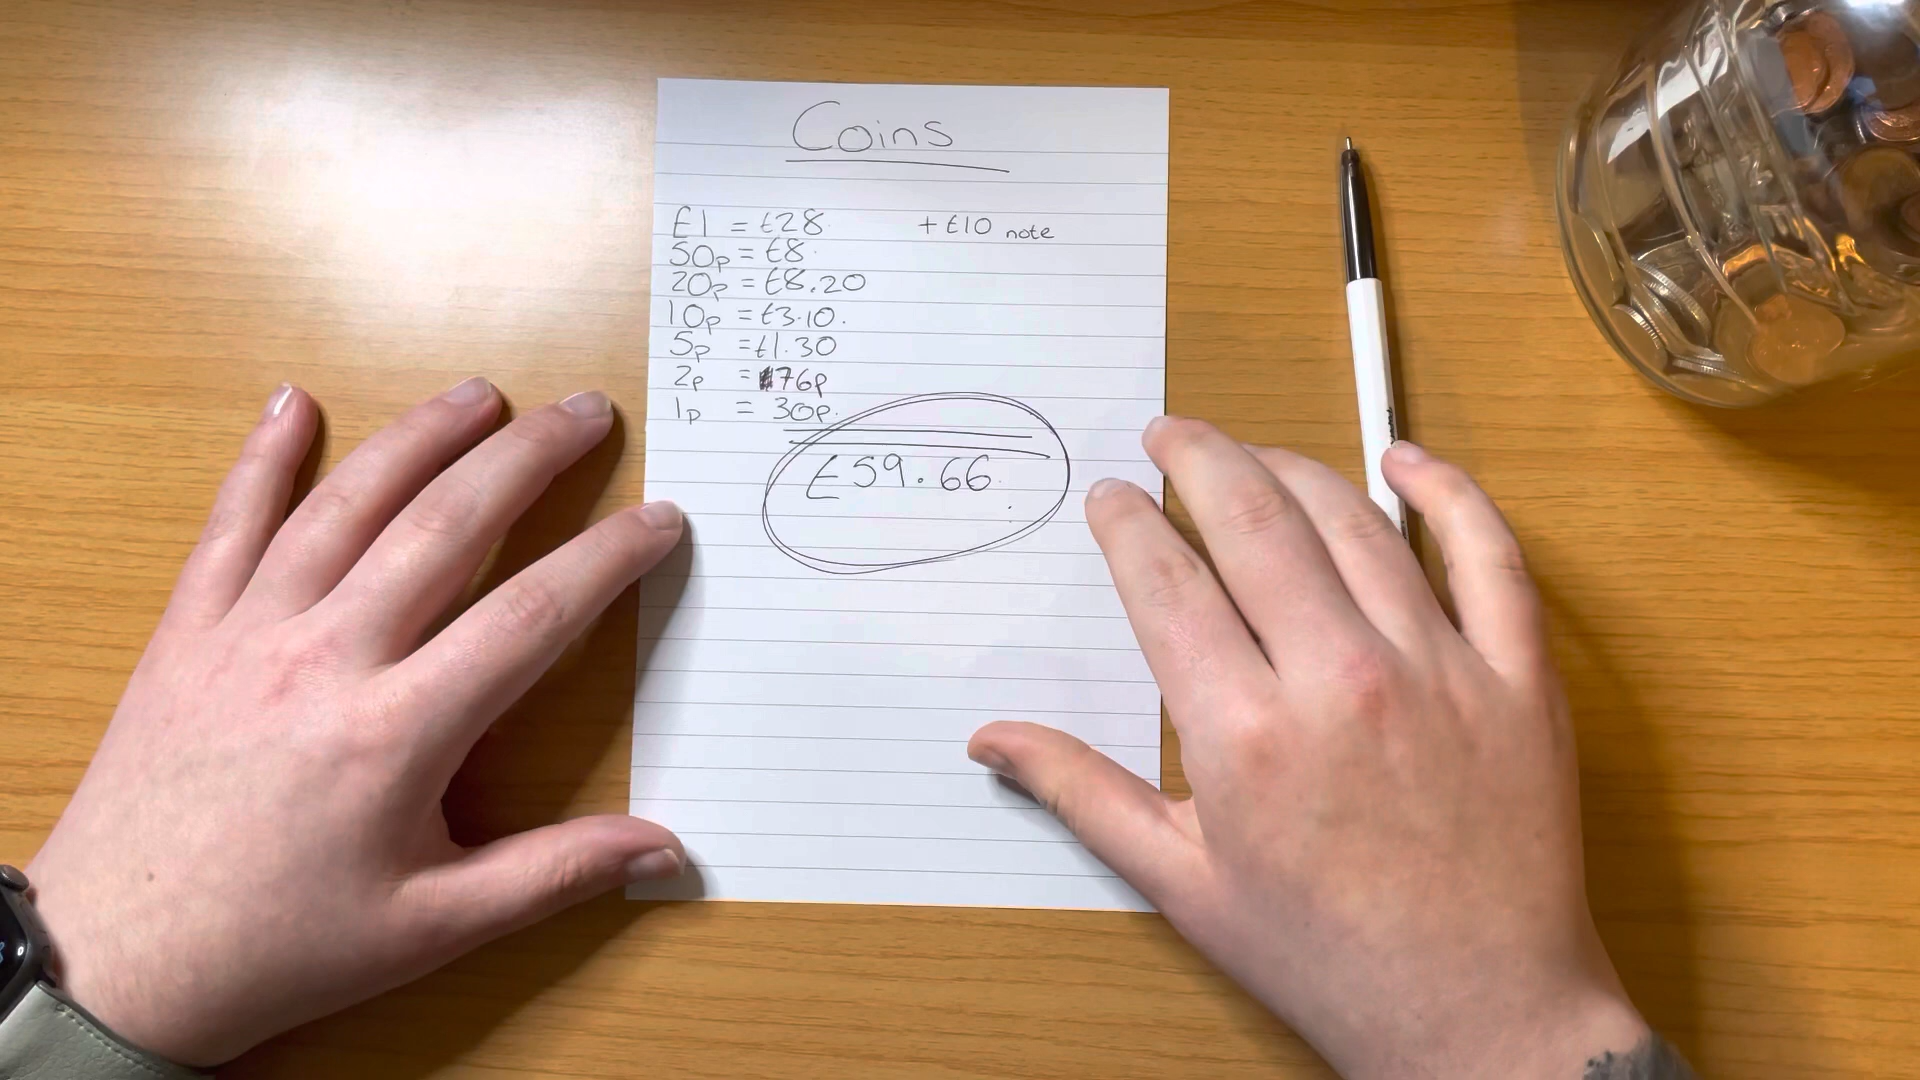 Coins
£1 = £28 + £10 note
50p = £8.
20p = £8.20
10p = £3.10.
5p = £1.30
2p = 76p
1p = 30p.
£59.66